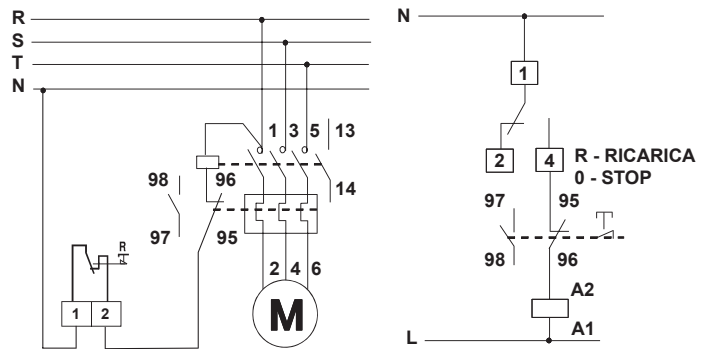 R
S
T
N
1 3 5 13
14
98 96
97 95
R
1 2
2 4 6
M
N
1
2 4 R - RICARICA
0 - STOP
97 95
98 96
A2
A1
L